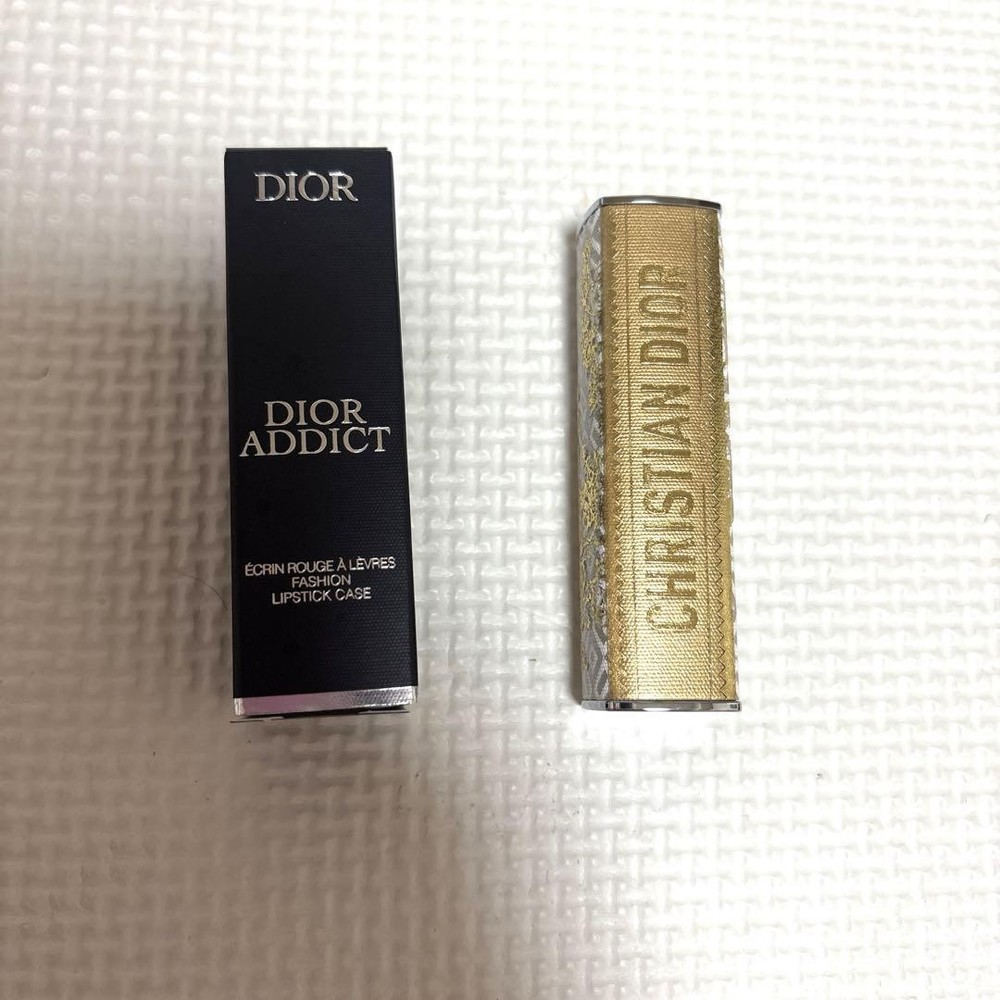 DIOR
DIOR
ADDICT
ÉCRIN ROUGE À LÈVRES
FASHION
LIPSTICK CASE
CHRISTIAN DIOR